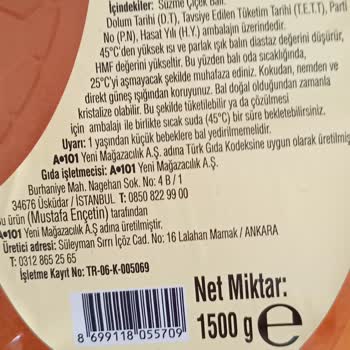 İçindekiler: Süzme Çiçek Balı.
Dolum Tarihi (D.T), Tavsiye Edilen Tüketim Tarihi (T.E.T.T), Parti
No (P.N), Hasat Yılı (H.Y.) ambalajın üzerindedir.
45°C'den yüksek ısı ve parlak ışık balın diastaz değerini düşürür,
HMF değerini yükseltir. Bu yüzden balı oda sıcaklığında,
25°C'yi aşmayacak şekilde muhafaza ediniz. Kokudan, nemden ve
direkt güneş ışığından koruyunuz. Bal doğal olduğundan zamanla
kristalize olabilir. Bu şekilde tüketilebilir ya da çözülmesi
için ambalajı ile birlikte sıcak suda (45°C) bir süre bekletebilirsiniz.
Uyarı: 1 yaşından küçük bebeklere bal yedirilmemelidir.
A•101 Yeni Mağazacılık A.Ş. adına Türk Gıda Kodeksine uygun olarak üretilmiş
Gıda işletmecisi: A•101 Yeni Mağazacılık A.Ş.
Burhaniye Mah. Nagehan Sok. No: 4 B/1
34676 Üsküdar / İSTANBUL T: 0850 822 99 00
Bu ürün (Mustafa Ençetin) tarafından
A•101 Yeni Mağazacılık A.Ş adına üretilmiştir.
Üretici adresi: Süleyman Sırrı İçöz Cad. No: 16 Lalahan Mamak / ANKARA
T:0312 865 25 65
İşletme Kayıt No: TR-06-K-005069
Net Miktar:
1500 g e
8 699118 055709